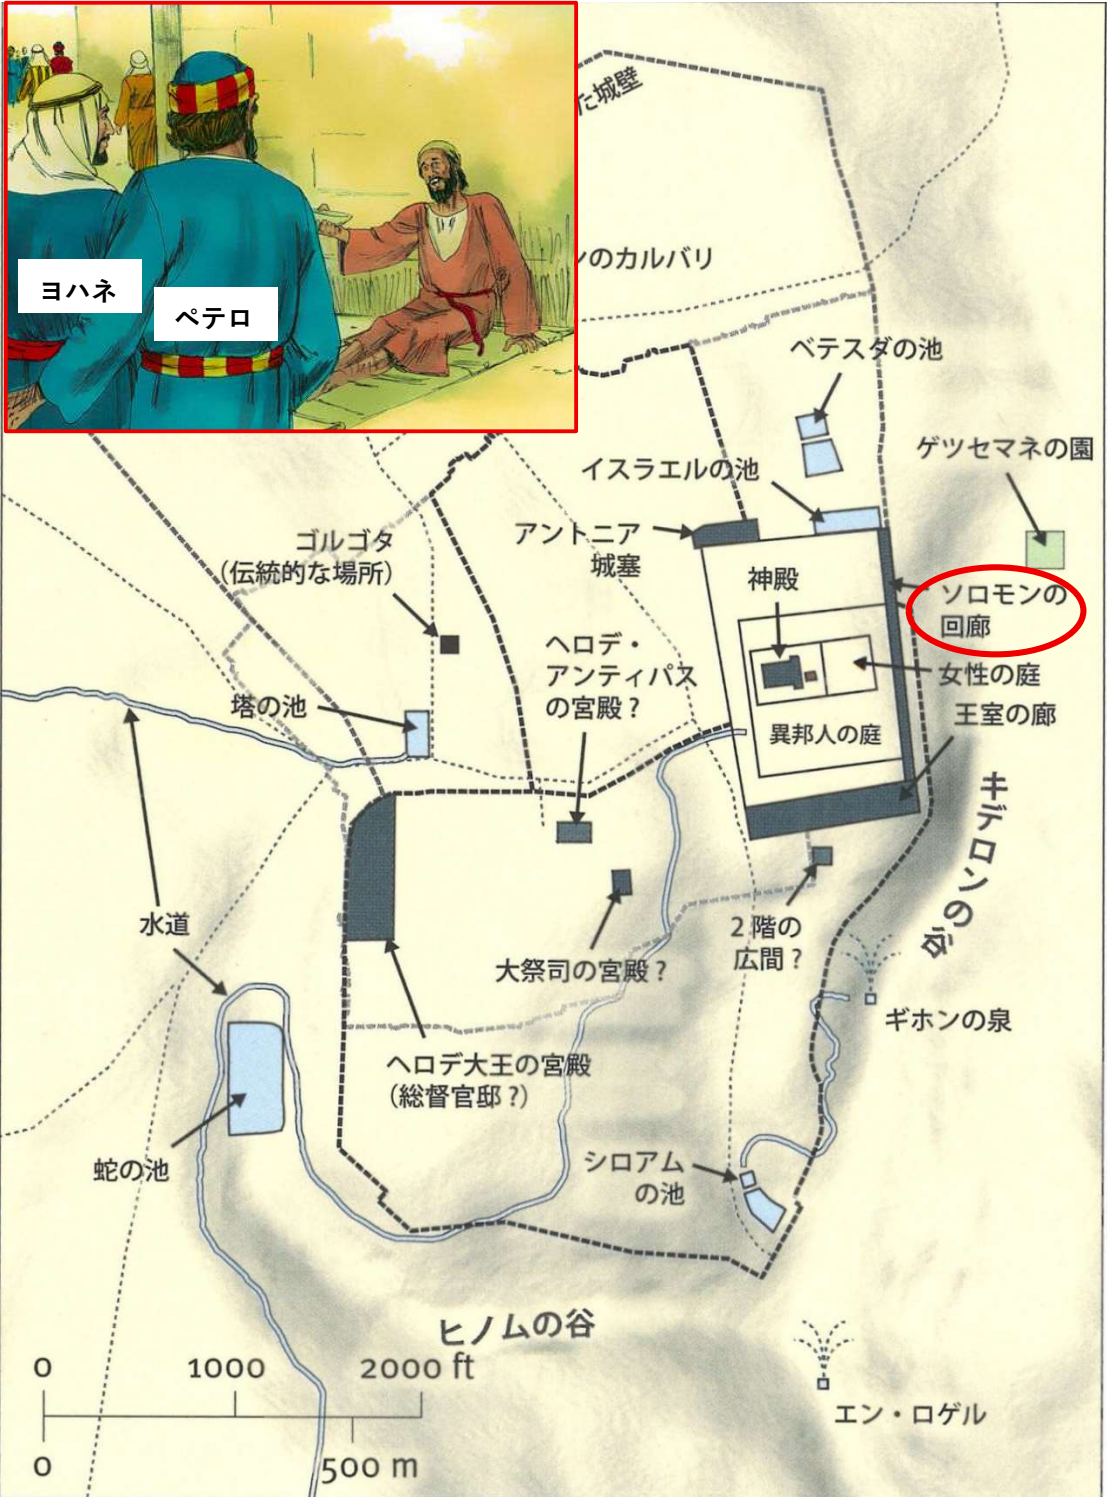 た城壁
ンのカルバリ
ヨハネ
ペテロ
ベテスダの池
ゲツセマネの園
イスラエルの池
アントニア
城塞
ゴルゴタ
(伝統的な場所)
神殿
ソロモンの
回廊
ヘロデ・
アンティパス
の宮殿?
女性の庭
塔の池
王室の廊
異邦人の庭
キデロンの谷
水道
2階の
広間?
大祭司の宮殿?
ギホンの泉
ヘロデ大王の宮殿
(総督官邸?)
蛇の池
シロアム
の池
ヒノムの谷
0 1000 2000 ft
エン・ロゲル
0 500 m